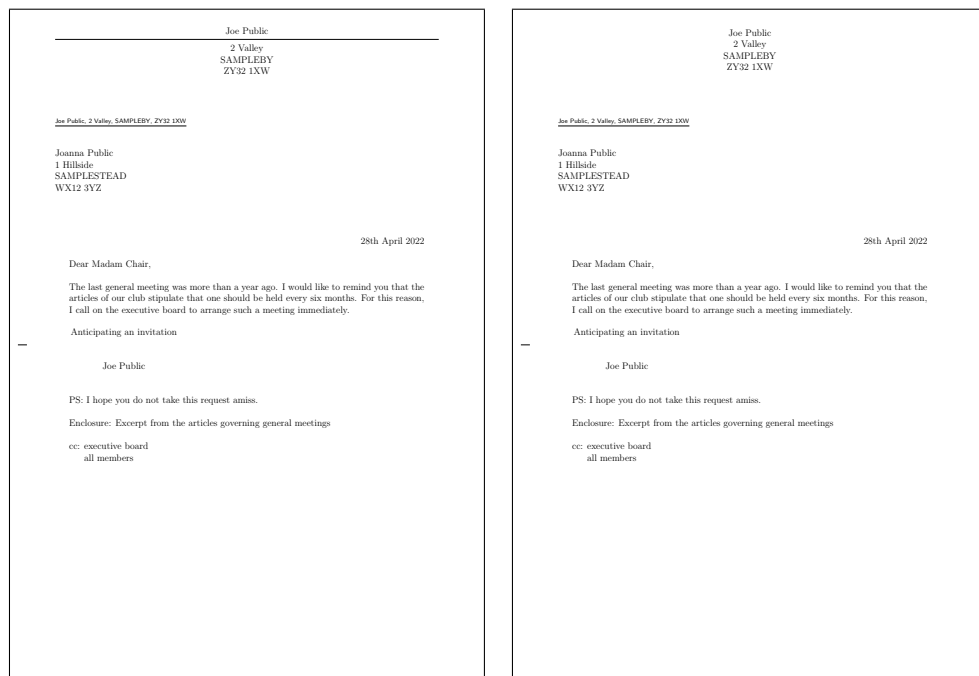 Joe Public
2 Valley
SAMPLEBY
ZY32 1XW
Joe Public, 2 Valley, SAMPLEBY, ZY32 1XW
Joanna Public
1 Hillside
SAMPLESTEAD
WX12 3YZ
28th April 2022
Dear Madam Chair,
The last general meeting was more than a year ago. I would like to remind you that the
articles of our club stipulate that one should be held every six months. For this reason,
I call on the executive board to arrange such a meeting immediately.
Anticipating an invitation
Joe Public
PS: I hope you do not take this request amiss.
Enclosure: Excerpt from the articles governing general meetings
cc: executive board
all members
Joe Public
2 Valley
SAMPLEBY
ZY32 1XW
Joe Public, 2 Valley, SAMPLEBY, ZY32 1XW
Joanna Public
1 Hillside
SAMPLESTEAD
WX12 3YZ
28th April 2022
Dear Madam Chair,
The last general meeting was more than a year ago. I would like to remind you that the
articles of our club stipulate that one should be held every six months. For this reason,
I call on the executive board to arrange such a meeting immediately.
Anticipating an invitation
Joe Public
PS: I hope you do not take this request amiss.
Enclosure: Excerpt from the articles governing general meetings
cc: executive board
all members